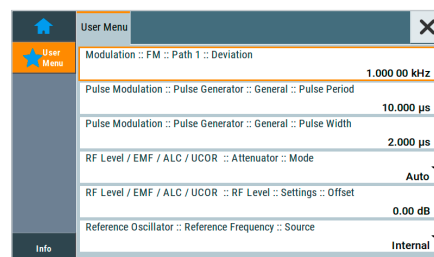 User Menu
User
Menu
Modulation :: FM :: Path 1 :: Deviation
1.000 00 kHz
Pulse Modulation :: Pulse Generator :: General :: Pulse Period
10.000 µs
Pulse Modulation :: Pulse Generator :: General :: Pulse Width
2.000 µs
RF Level / EMF / ALC / UCOR :: Attenuator :: Mode
Auto
RF Level / EMF / ALC / UCOR :: RF Level :: Settings :: Offset
0.00 dB
Reference Oscillator :: Reference Frequency :: Source
Internal
Info